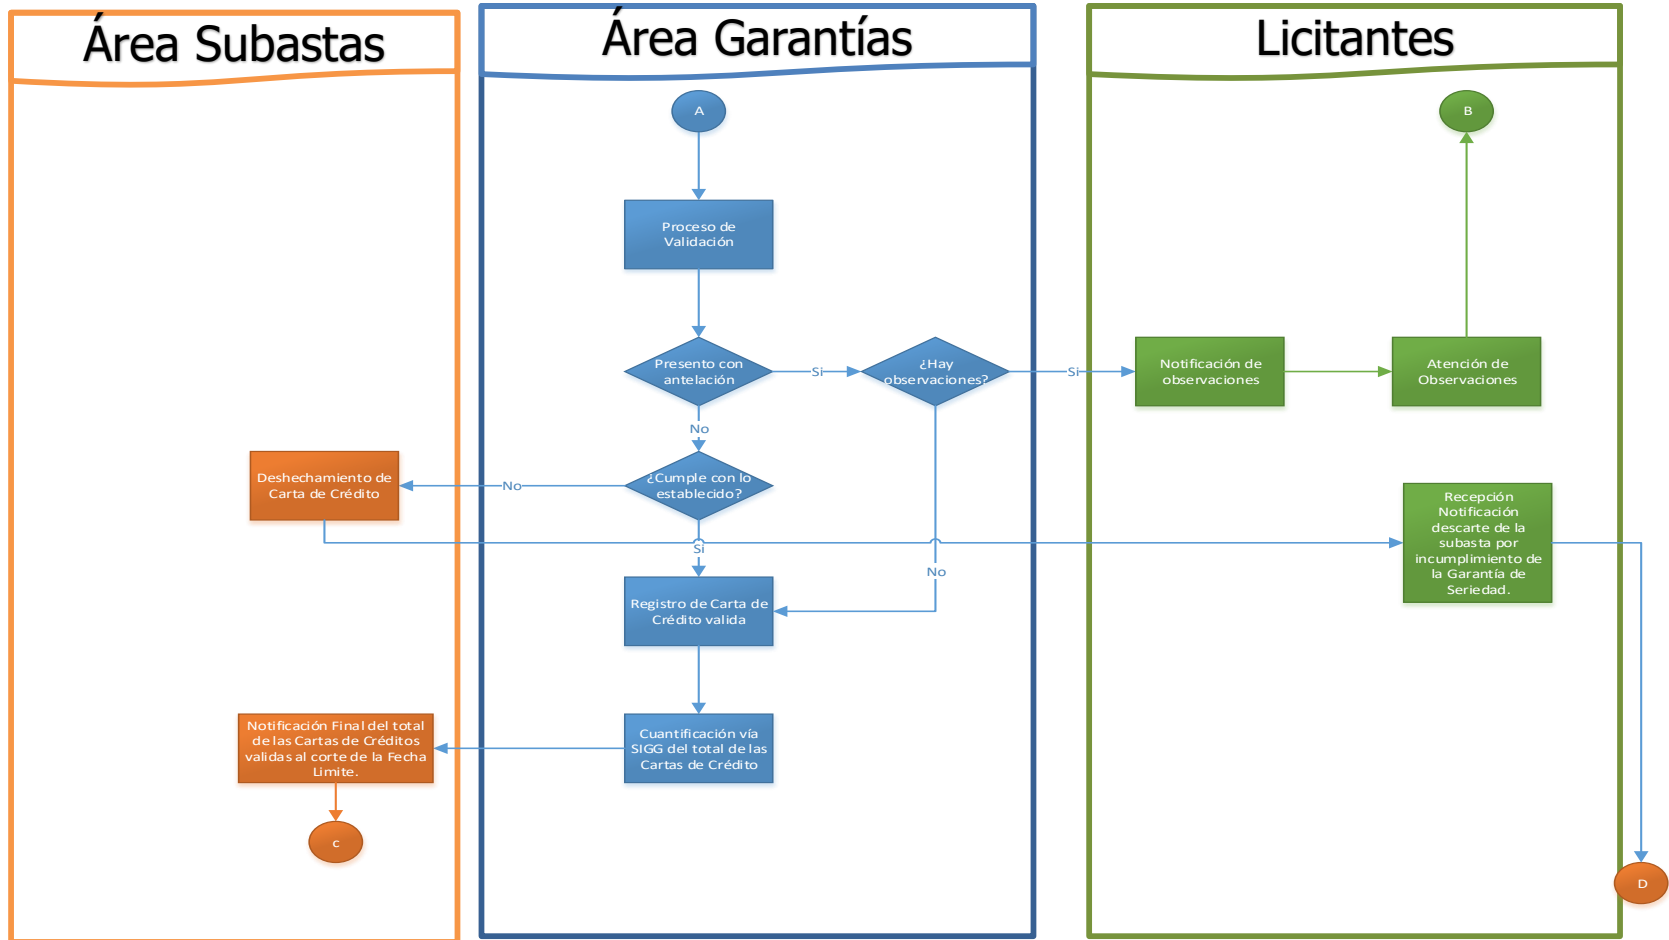 Área Subastas
Área Garantías
Licitantes
A
B
Proceso de
Validación
Presento con
antelación
Si
¿Hay
observaciones?
Si
Notificación de
observaciones
Atención de
Observaciones
No
Deshechamiento de
Carta de Crédito
No
¿Cumple con lo
establecido?
Recepción
Notificación
descarte de la
subasta por
incumplimiento de
la Garantía de
Seriedad.
Si
No
Registro de Carta de
Crédito valida
Notificación Final del total
de las Cartas de Créditos
validas al corte de la Fecha
Limite.
Cuantificación vía
SIGG del total de las
Cartas de Crédito
c
D